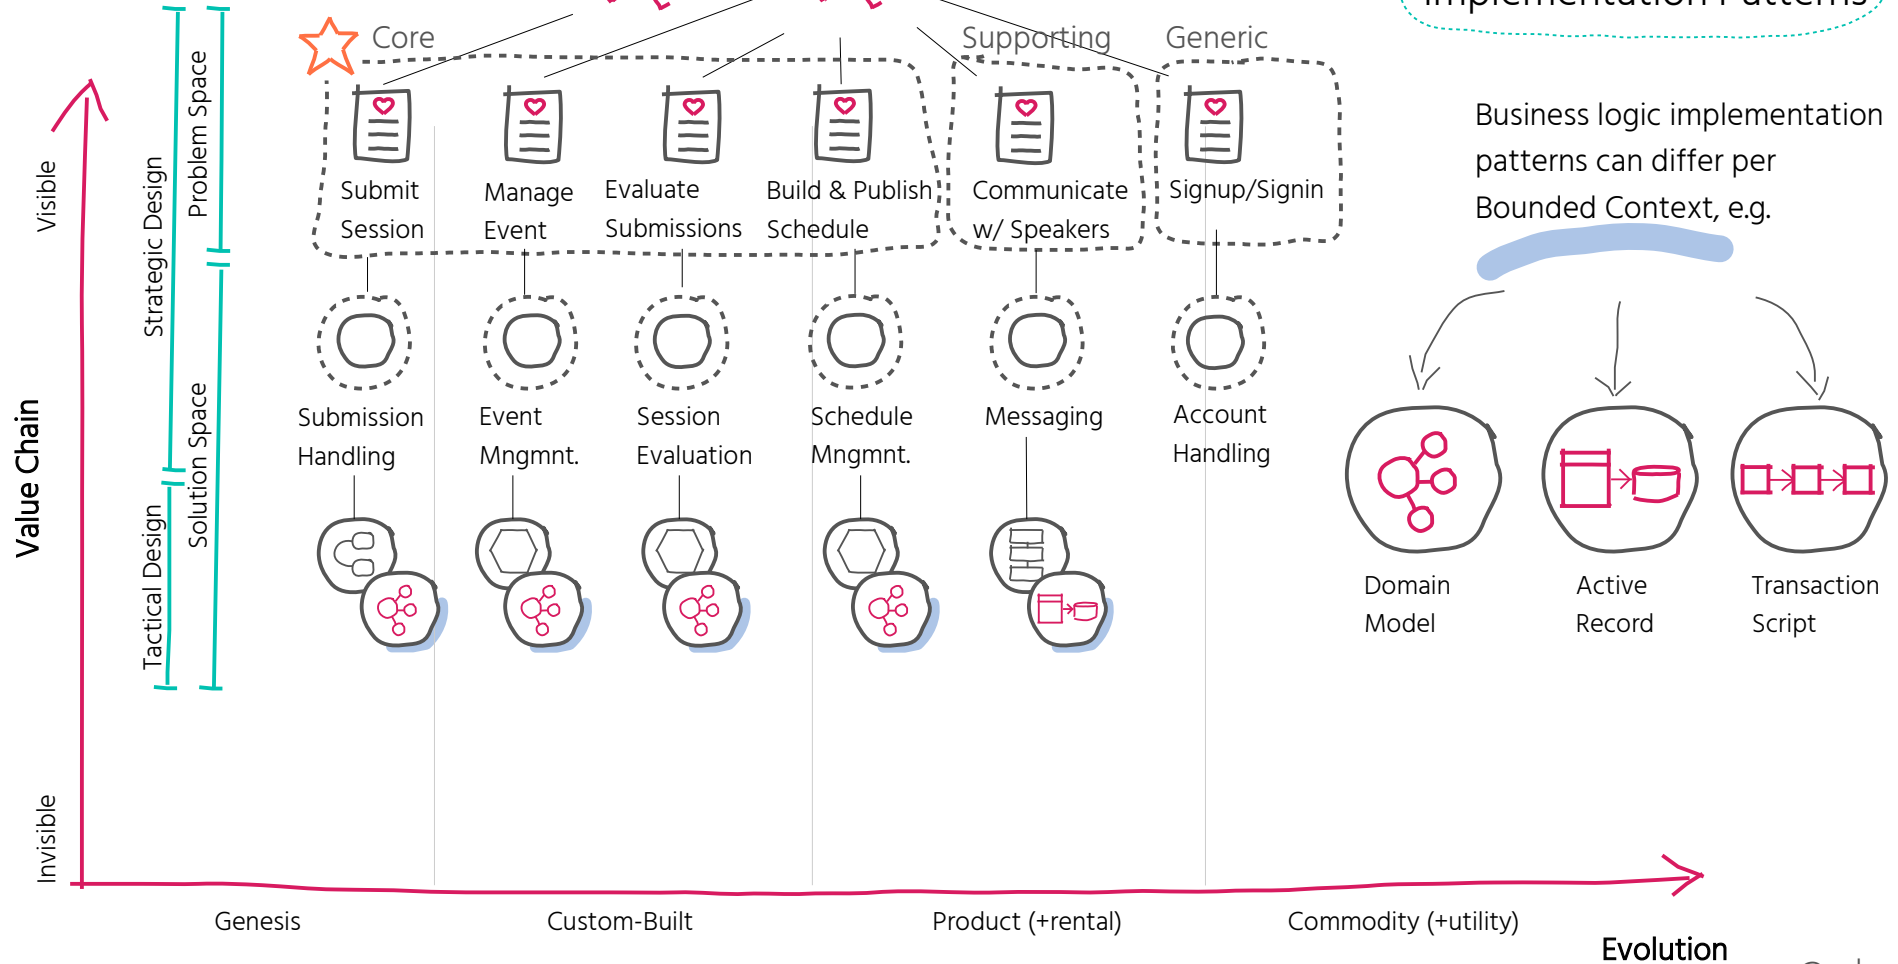 Implementation Patterns
Core
Supporting
Generic
Business logic implementation
patterns can differ per
Bounded Context, e.g.
Visible
Strategic Design
Problem Space
Submit
Session
Manage
Event
Evaluate
Submissions
Build & Publish
Schedule
Communicate
w/ Speakers
Signup/Signin
Value Chain
Solution Space
Submission
Handling
Event
Mngmnt.
Session
Evaluation
Schedule
Mngmnt.
Messaging
Account
Handling
Tactical Design
Domain
Model
Active
Record
Transaction
Script
Invisible
Genesis
Custom-Built
Product (+rental)
Commodity (+utility)
Evolution